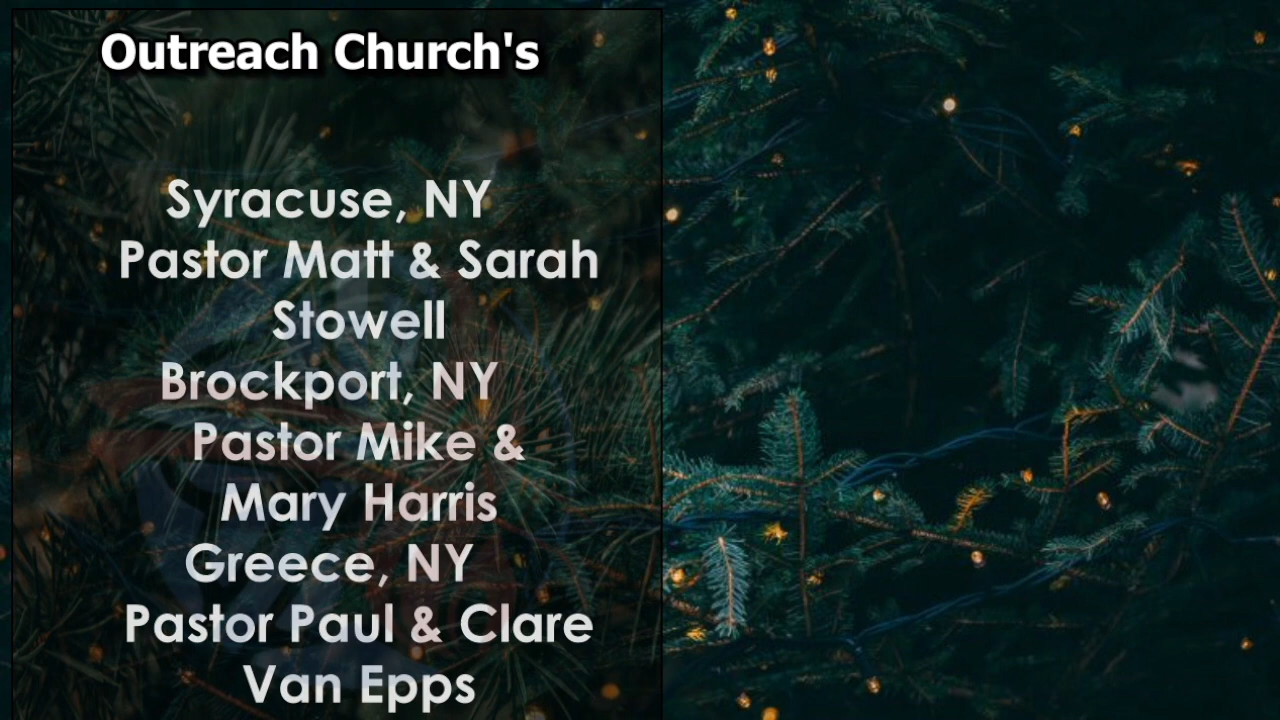 Outreach Church's
Syracuse, NY
Pastor Matt & Sarah
Stowell
Brockport, NY
Pastor Mike &
Mary Harris
Greece, NY
Pastor Paul & Clare
Van Epps